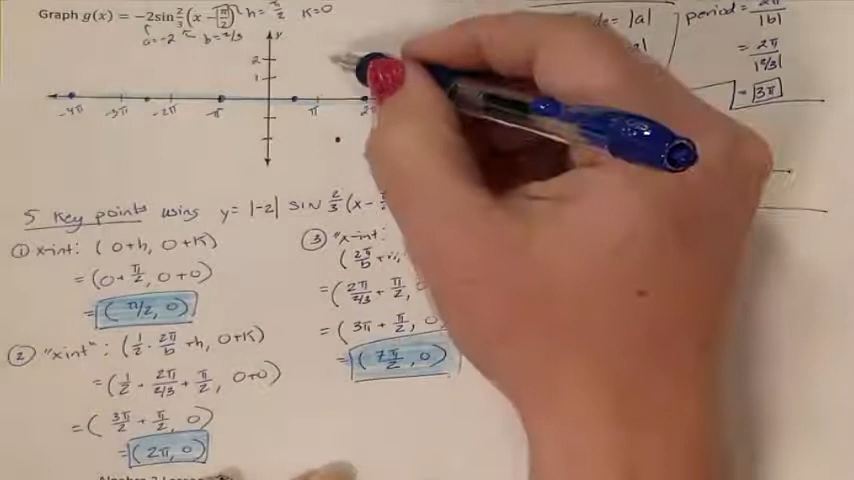 Graph g(x) = -2sin 2/3 (x - π/2) h = π/2 K=0
a=-2 b=2/3
y
2
1
-4π -3π -2π -π π 2π
= |a|
period = 2π/|b|
= 2π/|2/3|
= 3π
5 Key points using y = |-2| sin 2/3 (x -
① x-int: (0+h, 0+K)
= (0 + π/2, 0+0)
= (π/2, 0)
② "x int": (1/2 · 2π/b + h, 0+K)
= (1/2 · 2π/2/3 + π/2, 0+0)
= (3π/2 + π/2, 0)
= (2π, 0)
③ "x-int:
(2π/b +
= (2π/2/3 + π/2, 0
= (3π + π/2, 0
= (7π/2, 0)